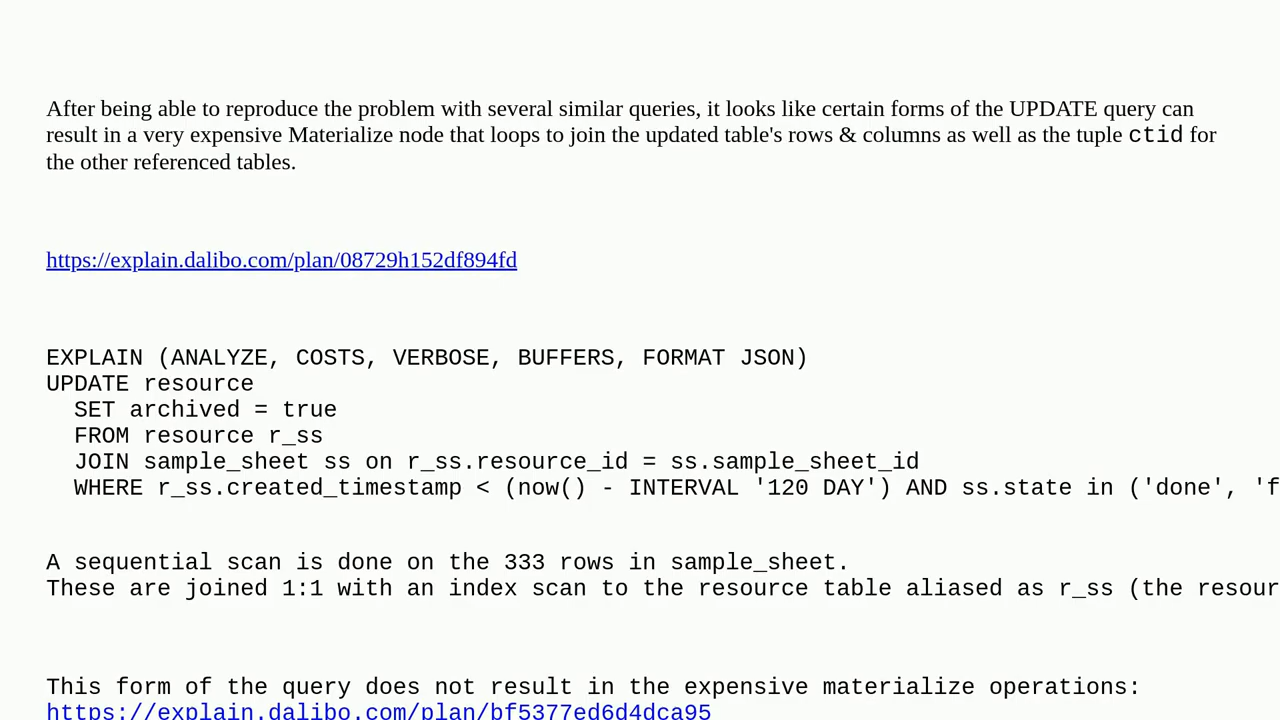 After being able to reproduce the problem with several similar queries, it looks like certain forms of the UPDATE query can
result in a very expensive Materialize node that loops to join the updated table's rows & columns as well as the tuple ctid for
the other referenced tables.
https://explain.dalibo.com/plan/08729h152df894fd
EXPLAIN (ANALYZE, COSTS, VERBOSE, BUFFERS, FORMAT JSON)
UPDATE resource
  SET archived = true
  FROM resource r_ss
  JOIN sample_sheet ss on r_ss.resource_id = ss.sample_sheet_id
  WHERE r_ss.created_timestamp < (now() - INTERVAL '120 DAY') AND ss.state in ('done', 'f
A sequential scan is done on the 333 rows in sample_sheet.
These are joined 1:1 with an index scan to the resource table aliased as r_ss (the resour
This form of the query does not result in the expensive materialize operations:
https://explain.dalibo.com/plan/bf5377ed6d4dca95